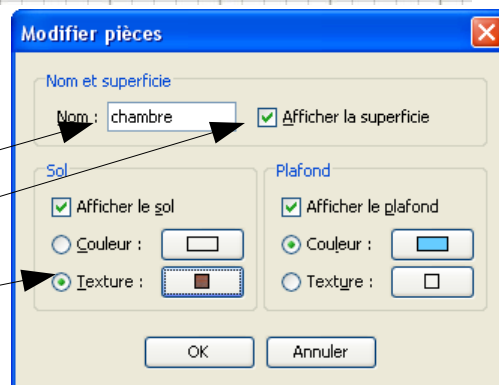 Modifier pièces
Nom et superficie
Nom : chambre Afficher la superficie
Sol Plafond
Afficher le sol Afficher le plafond
Couleur : Couleur :
Texture : Texture :
OK Annuler